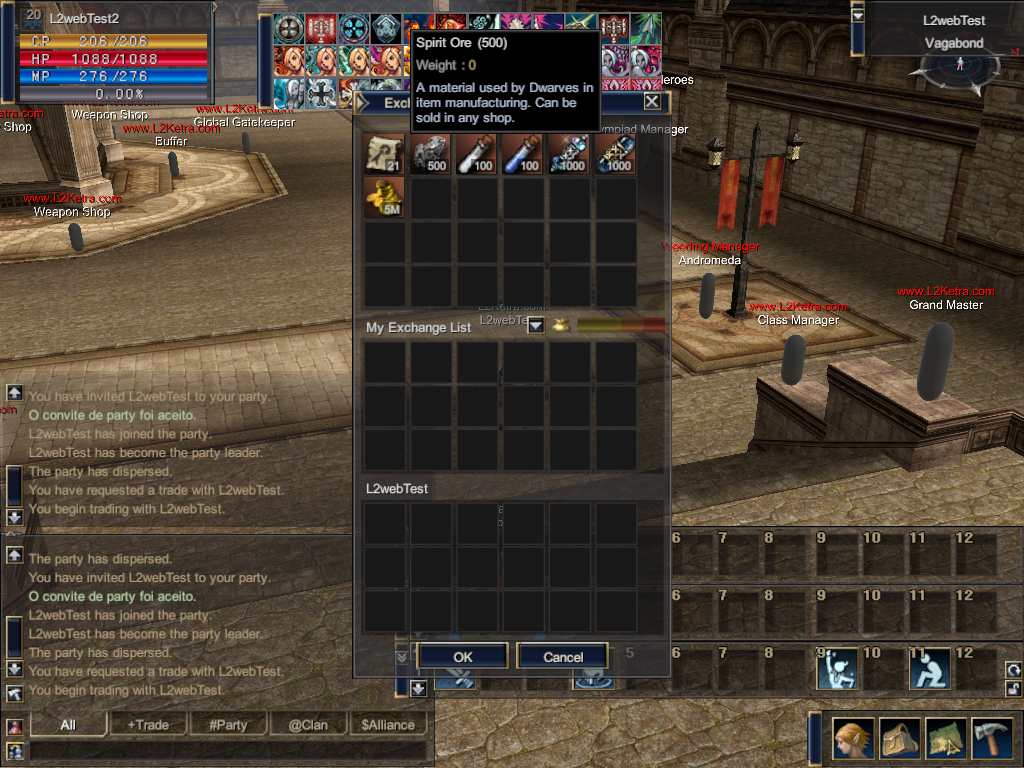 20 L2webTest2
CP 206/206
HP 1088/1088
MP 276/276
0.00%
Shop
www.L2Ketra.com
Weapon Shop
www.L2Ketra.com
Global Gatekeeper
www.L2Ketra.com
Buffer
www.L2Ketra.com
Weapon Shop
Spirit Ore (500)
Weight : 0
A material used by Dwarves in
item manufacturing. Can be
sold in any shop.
Heroes
Olympiad Manager
L2webTest
Vagabond
N
21
500
100
100
1000
1000
5M
Wedding Manager
Andromeda
www.L2Ketra.com
Class Manager
www.L2Ketra.com
Grand Master
My Exchange List
L2webTest
You have invited L2webTest to your party.
O convite de party foi aceito.
L2webTest has joined the party.
L2webTest has become the party leader.
The party has dispersed.
You have requested a trade with L2webTest.
You begin trading with L2webTest.
The party has dispersed.
You have invited L2webTest to your party.
O convite de party foi aceito.
L2webTest has joined the party.
L2webTest has become the party leader.
The party has dispersed.
You have requested a trade with L2webTest.
You begin trading with L2webTest.
All +Trade #Party @Clan $Alliance
OK Cancel
6 7 8 9 10 11 12
6 7 8 9 10 11 12
5 6 7 8 9 10 11 12